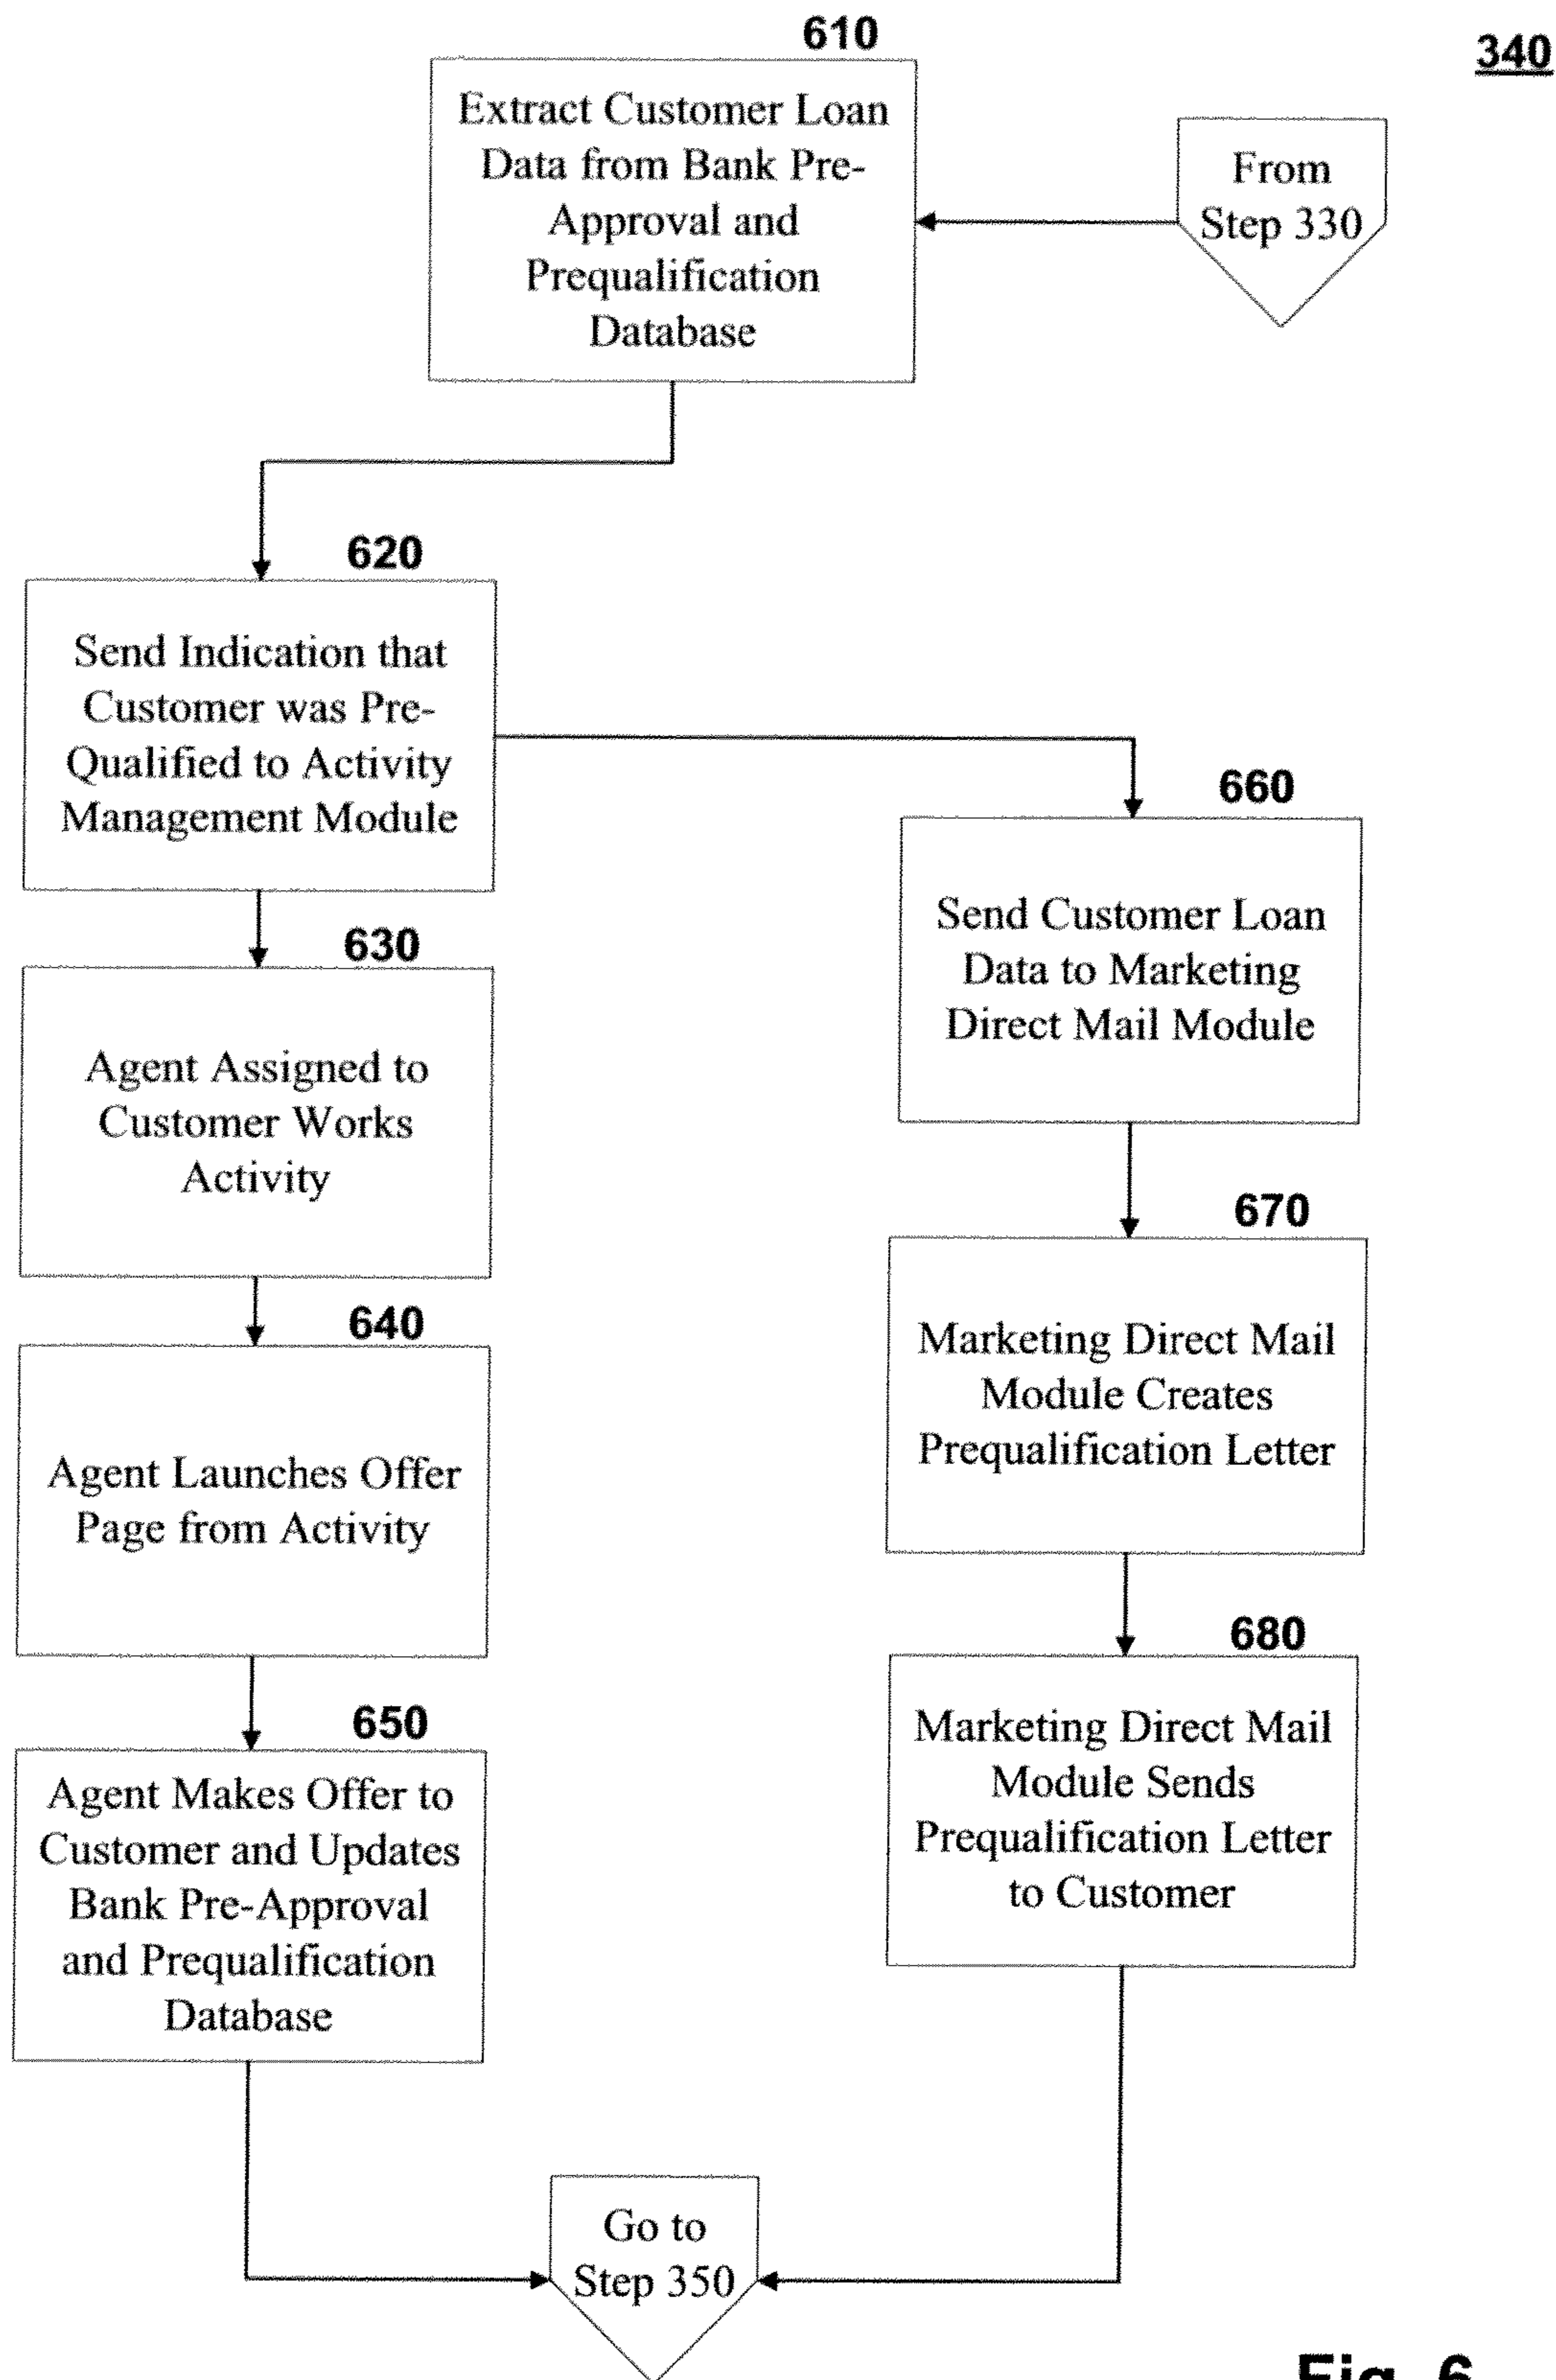 610
340
Extract Customer Loan
Data from Bank Pre-
Approval and
Prequalification
Database
From
Step 330
620
Send Indication that
Customer was Pre-
Qualified to Activity
Management Module
630
Agent Assigned to
Customer Works
Activity
640
Agent Launches Offer
Page from Activity
650
Agent Makes Offer to
Customer and Updates
Bank Pre-Approval
and Prequalification
Database
660
Send Customer Loan
Data to Marketing
Direct Mail Module
670
Marketing Direct Mail
Module Creates
Prequalification Letter
680
Marketing Direct Mail
Module Sends
Prequalification Letter
to Customer
Go to
Step 350
Fig. 6